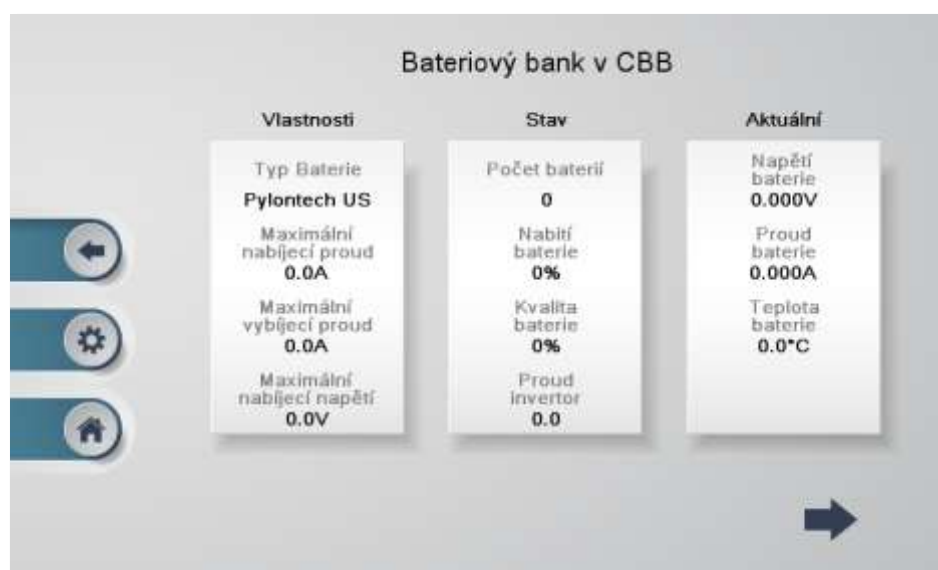 Bateriový bank v CBB
Vlastnosti
Typ Baterie
Pylontech US
Maximální
nabíjecí proud
0.0A
Maximální
vybíjecí proud
0.0A
Maximální
nabíjecí napětí
0.0V
Stav
Počet baterií
0
Nabití
baterie
0%
Kvalita
baterie
0%
Proud
invertor
0.0
Aktuální
Napětí
baterie
0.000V
Proud
baterie
0.000A
Teplota
baterie
0.0°C